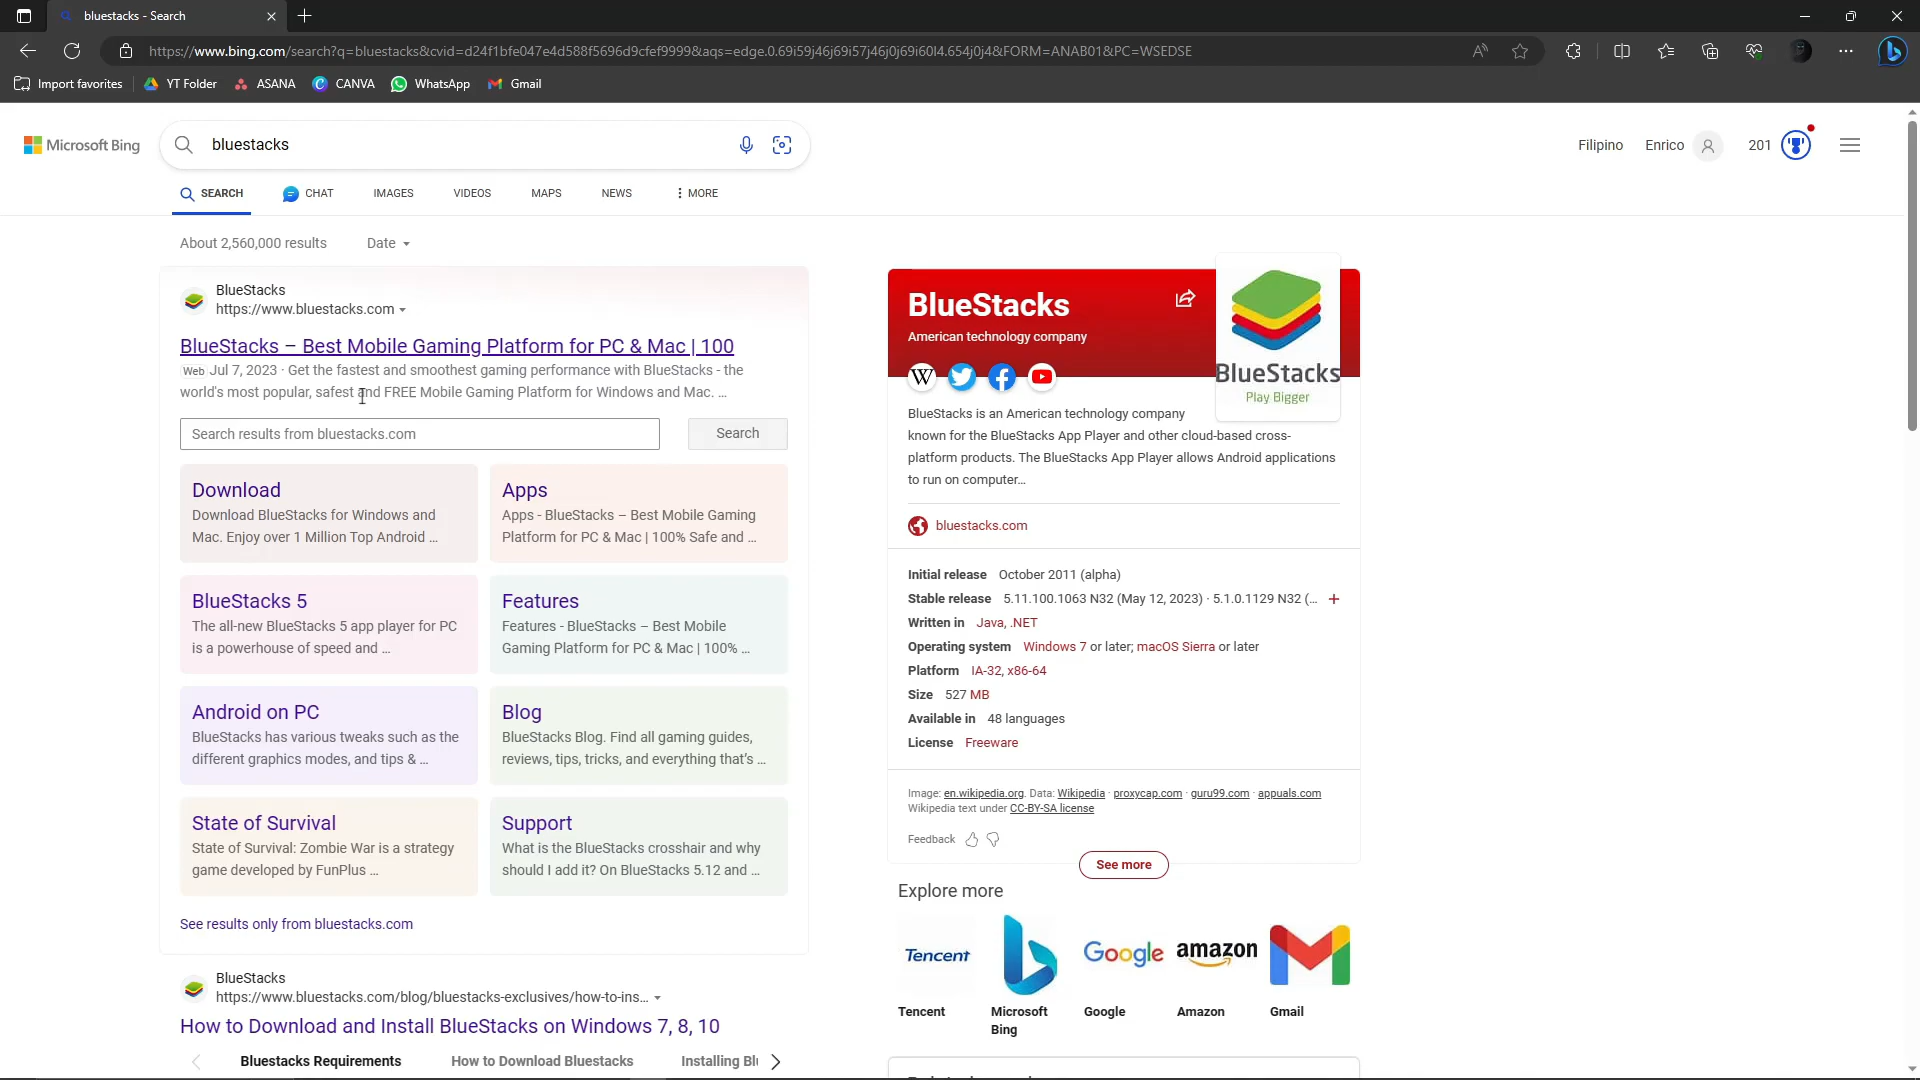 bluestacks - Search
https://www.bing.com/search?q=bluestacks&cvid=d24f1bfe047e4d588f5696d9cfef9999&aqs=edge.0.69i59j46j69i57j46j0j69i60l4.654j0j4&FORM=ANAB01&PC=WSEDSE
Import favorites YT Folder ASANA CANVA WhatsApp Gmail
Microsoft Bing
bluestacks
Filipino Enrico 201
SEARCH CHAT IMAGES VIDEOS MAPS NEWS MORE
About 2,560,000 results Date
BlueStacks
https://www.bluestacks.com
BlueStacks – Best Mobile Gaming Platform for PC & Mac | 100
Web Jul 7, 2023 · Get the fastest and smoothest gaming performance with BlueStacks - the
world's most popular, safest and FREE Mobile Gaming Platform for Windows and Mac. ...
Search results from bluestacks.com Search
Download
Download BlueStacks for Windows and
Mac. Enjoy over 1 Million Top Android ...
Apps
Apps - BlueStacks – Best Mobile Gaming
Platform for PC & Mac | 100% Safe and ...
BlueStacks 5
The all-new BlueStacks 5 app player for PC
is a powerhouse of speed and ...
Features
Features - BlueStacks – Best Mobile
Gaming Platform for PC & Mac | 100% ...
Android on PC
BlueStacks has various tweaks such as the
different graphics modes, and tips & ...
Blog
BlueStacks Blog. Find all gaming guides,
reviews, tips, tricks, and everything that's ...
State of Survival
State of Survival: Zombie War is a strategy
game developed by FunPlus ...
Support
What is the BlueStacks crosshair and why
should I add it? On BlueStacks 5.12 and ...
See results only from bluestacks.com
BlueStacks
https://www.bluestacks.com/blog/bluestacks-exclusives/how-to-ins...
How to Download and Install BlueStacks on Windows 7, 8, 10
Bluestacks Requirements How to Download Bluestacks Installing Bl
BlueStacks
American technology company
W
BlueStacks
Play Bigger
BlueStacks is an American technology company
known for the BlueStacks App Player and other cloud-based cross-
platform products. The BlueStacks App Player allows Android applications
to run on computer...
bluestacks.com
Initial release October 2011 (alpha)
Stable release 5.11.100.1063 N32 (May 12, 2023) · 5.1.0.1129 N32 (...
Written in Java, .NET
Operating system Windows 7 or later; macOS Sierra or later
Platform IA-32, x86-64
Size 527 MB
Available in 48 languages
License Freeware
Image: en.wikipedia.org. Data: Wikipedia · proxycap.com · guru99.com · appuals.com
Wikipedia text under CC-BY-SA license
Feedback
See more
Explore more
Tencent Google amazon
Tencent
Microsoft
Bing
Google
Amazon
Gmail